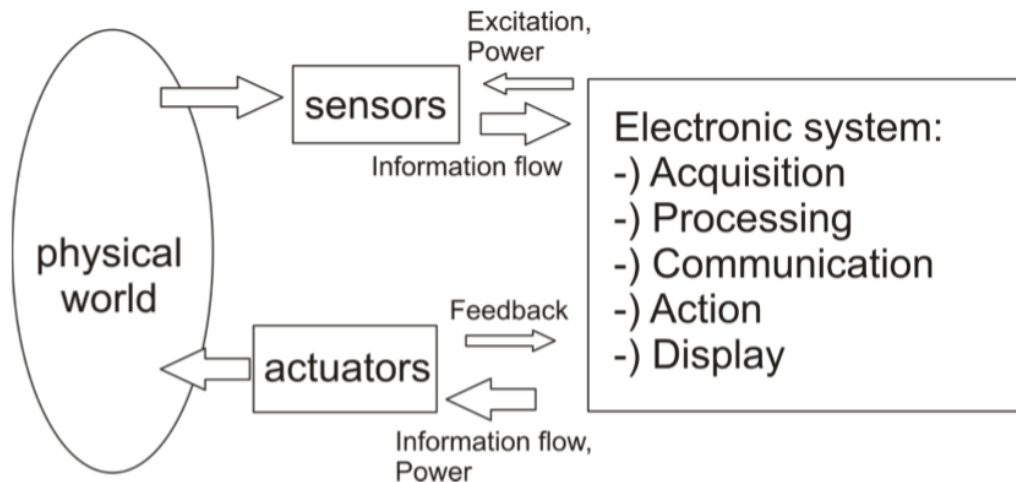 Excitation,
Power
sensors
Information flow
physical
world
Electronic system:
-) Acquisition
-) Processing
-) Communication
-) Action
-) Display
Feedback
actuators
Information flow,
Power